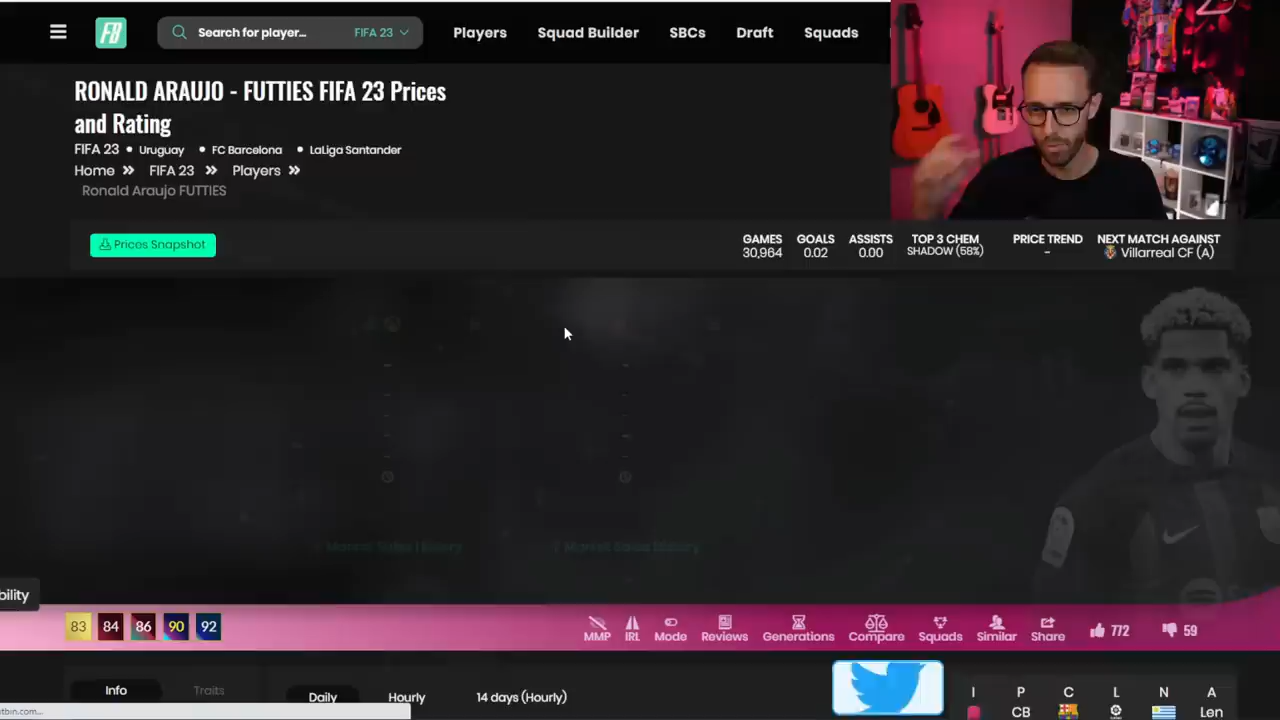 FB
Search for player...
FIFA 23
Players
Squad Builder
SBCs
Draft
Squads
RONALD ARAUJO - FUTTIES FIFA 23 Prices
and Rating
FIFA 23 • Uruguay • FC Barcelona • LaLiga Santander
Home » FIFA 23 » Players »
Ronald Araujo FUTTIES
Prices Snapshot
GAMES
30,964
GOALS
0.02
ASSISTS
0.00
TOP 3 CHEM
SHADOW (58%)
PRICE TREND
-
NEXT MATCH AGAINST
Villarreal CF (A)
bility
83 84 86 90 92
MMP
IRL
Mode
Reviews
Generations
Compare
Squads
Similar
Share
772
59
Info
Traits
Daily
Hourly
14 days (Hourly)
I P C L N A
CB
Len
tbin.com...